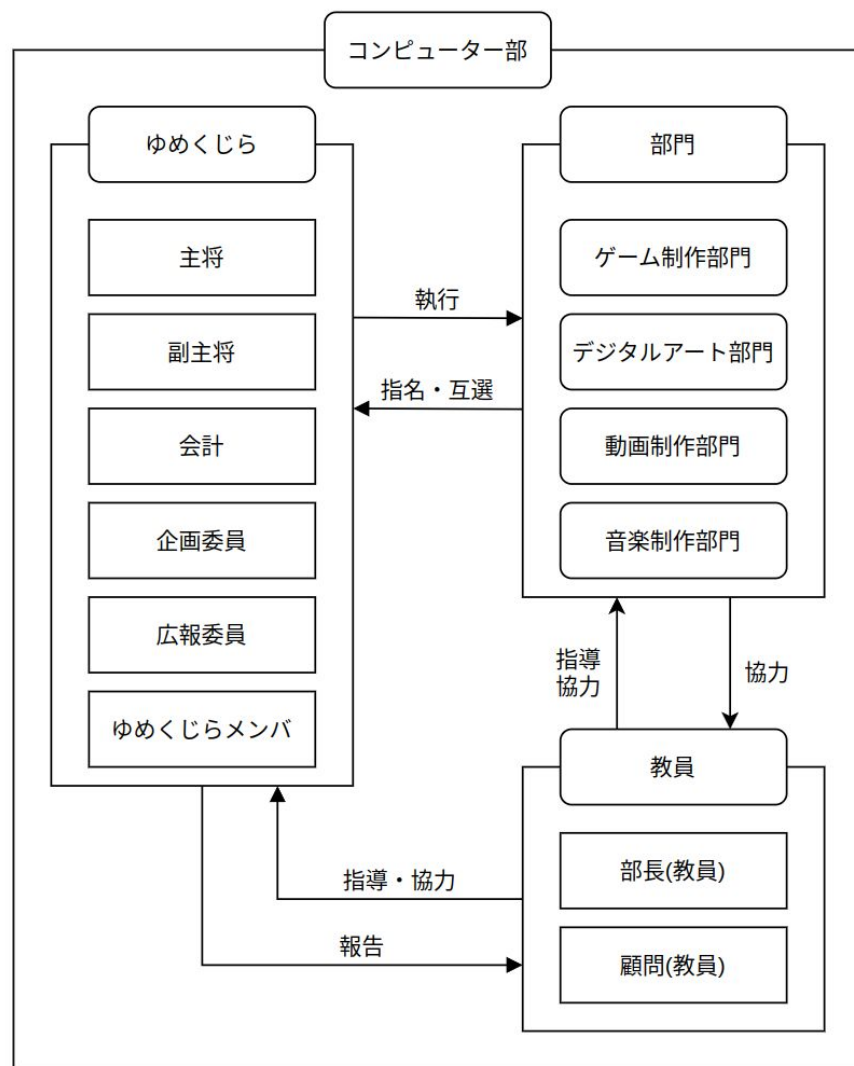 コンピューター部
ゆめくじら
主将
副主将
会計
企画委員
広報委員
ゆめくじらメンバ
執行
指名・互選
部門
ゲーム制作部門
デジタルアート部門
動画制作部門
音楽制作部門
指導
協力
協力
教員
部長(教員)
顧問(教員)
指導・協力
報告